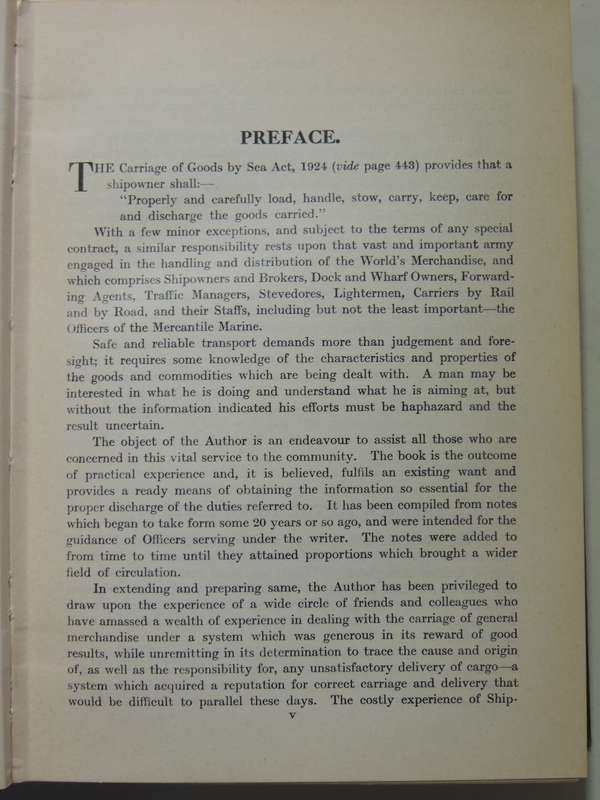 PREFACE.
THE Carriage of Goods by Sea Act, 1924 (vide page 443) provides that a
shipowner shall:—
"Properly and carefully load, handle, stow, carry, keep, care for
and discharge the goods carried."
With a few minor exceptions, and subject to the terms of any special
contract, a similar responsibility rests upon that vast and important army
engaged in the handling and distribution of the World's Merchandise, and
which comprises Shipowners and Brokers, Dock and Wharf Owners, Forward-
ing Agents, Traffic Managers, Stevedores, Lightermen, Carriers by Rail
and by Road, and their Staffs, including but not the least important—the
Officers of the Mercantile Marine.
Safe and reliable transport demands more than judgement and fore-
sight; it requires some knowledge of the characteristics and properties of
the goods and commodities which are being dealt with. A man may be
interested in what he is doing and understand what he is aiming at, but
without the information indicated his efforts must be haphazard and the
result uncertain.
The object of the Author is an endeavour to assist all those who are
concerned in this vital service to the community. The book is the outcome
of practical experience and, it is believed, fulfils an existing want and
provides a ready means of obtaining the information so essential for the
proper discharge of the duties referred to. It has been compiled from notes
which began to take form some 20 years or so ago, and were intended for the
guidance of Officers serving under the writer. The notes were added to
from time to time until they attained proportions which brought a wider
field of circulation.
In extending and preparing same, the Author has been privileged to
draw upon the experience of a wide circle of friends and colleagues who
have amassed a wealth of experience in dealing with the carriage of general
merchandise under a system which was generous in its reward of good
results, while unremitting in its determination to trace the cause and origin
of, as well as the responsibility for, any unsatisfactory delivery of cargo—a
system which acquired a reputation for correct carriage and delivery that
would be difficult to parallel these days. The costly experience of Ship-
v